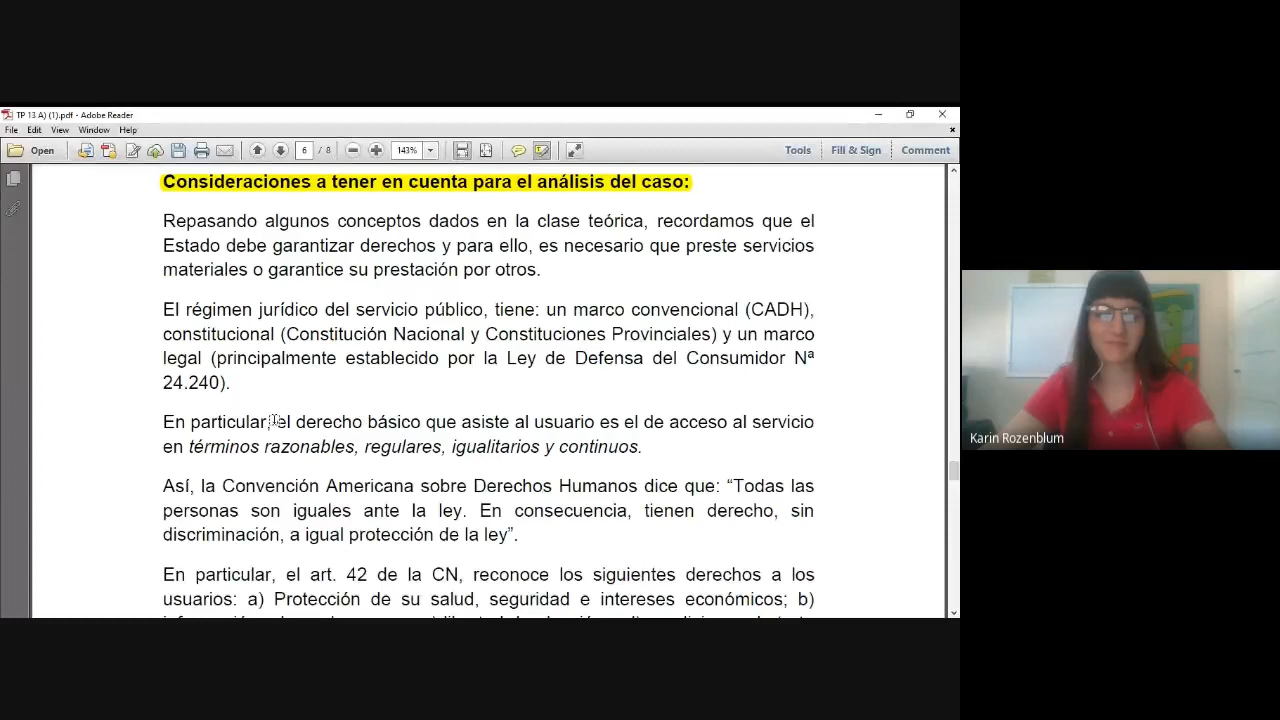 TP 13 A) (1).pdf - Adobe Reader
File Edit View Window Help
Open 6 / 8 143% Tools Fill & Sign Comment
Consideraciones a tener en cuenta para el análisis del caso:
Repasando algunos conceptos dados en la clase teórica, recordamos que el
Estado debe garantizar derechos y para ello, es necesario que preste servicios
materiales o garantice su prestación por otros.
El régimen jurídico del servicio público, tiene: un marco convencional (CADH),
constitucional (Constitución Nacional y Constituciones Provinciales) y un marco
legal (principalmente establecido por la Ley de Defensa del Consumidor Nª
24.240).
En particular, el derecho básico que asiste al usuario es el de acceso al servicio
en términos razonables, regulares, igualitarios y continuos.
Así, la Convención Americana sobre Derechos Humanos dice que: “Todas las
personas son iguales ante la ley. En consecuencia, tienen derecho, sin
discriminación, a igual protección de la ley”.
En particular, el art. 42 de la CN, reconoce los siguientes derechos a los
usuarios: a) Protección de su salud, seguridad e intereses económicos; b)
Karin Rozenblum